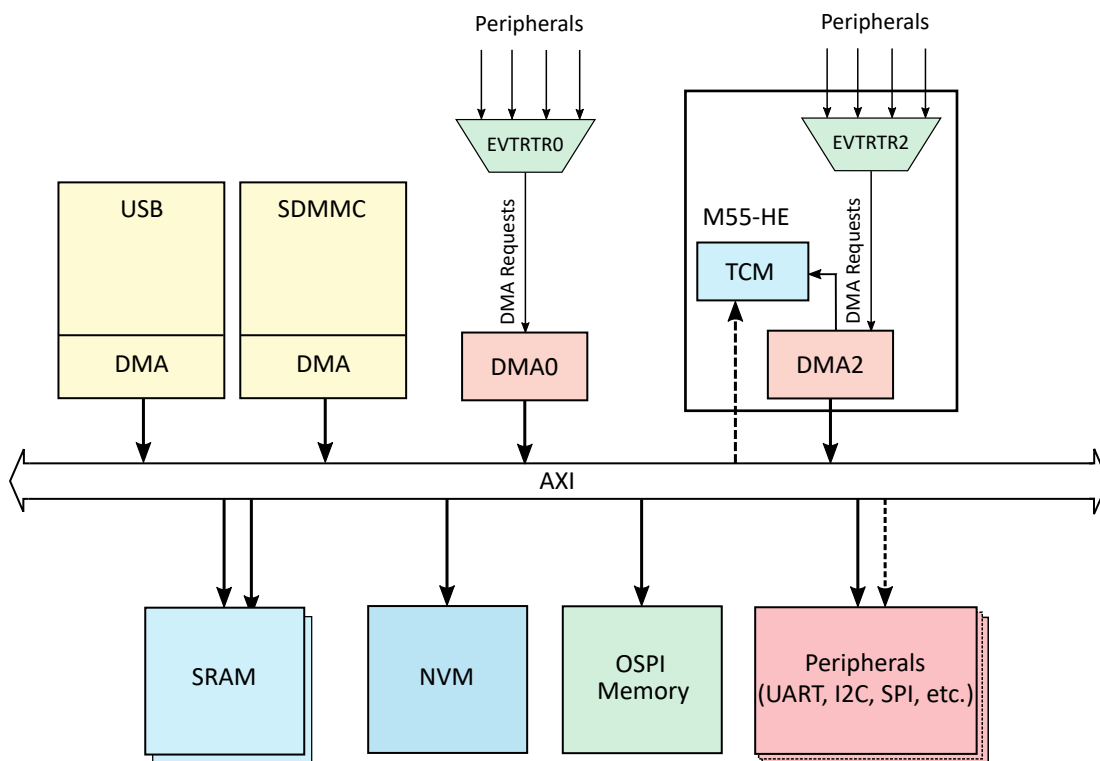 Peripherals
Peripherals
EVTRTR0
EVTRTR2
USB
SDMMC
M55-HE
DMA Requests
DMA Requests
TCM
DMA
DMA
DMA0
DMA2
AXI
SRAM
NVM
OSPI
Memory
Peripherals
(UART, I2C, SPI, etc.)